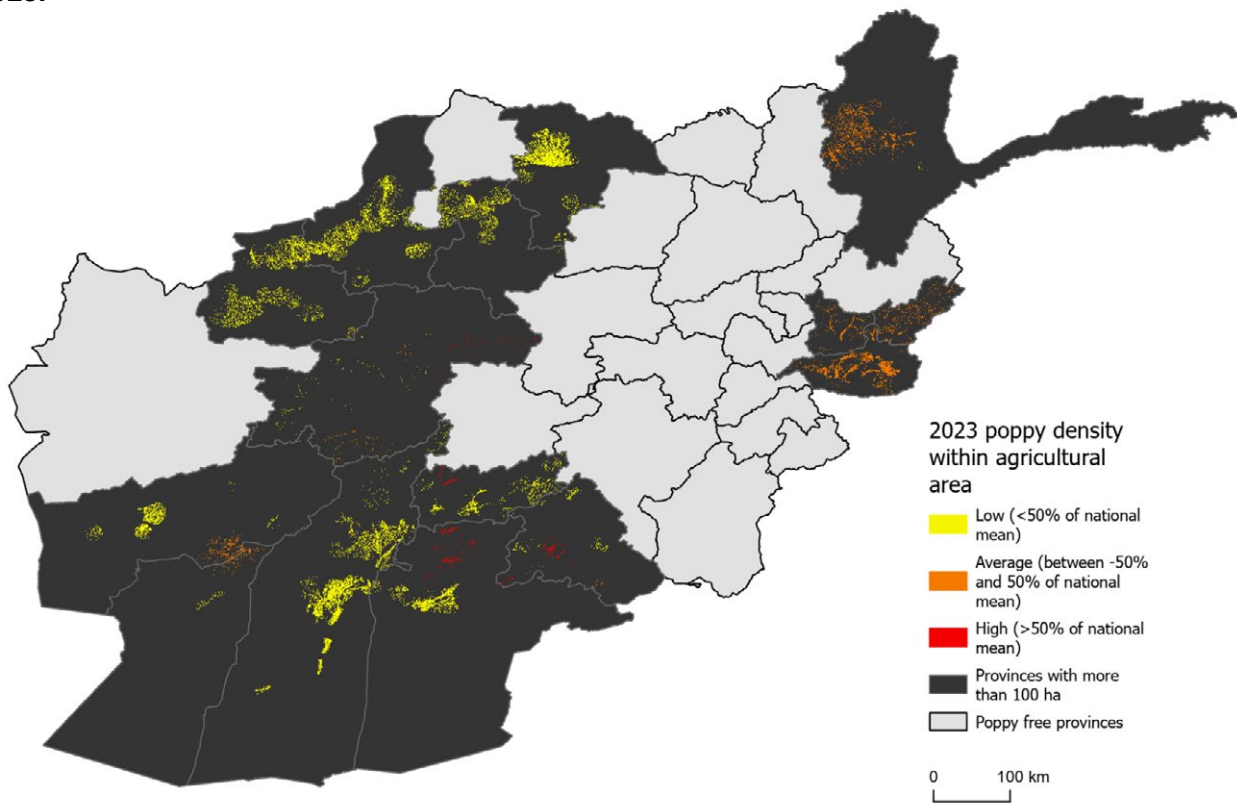 2023 poppy density
within agricultural
area
Low (<50% of national
mean)
Average (between -50%
and 50% of national
mean)
High (>50% of national
mean)
Provinces with more
than 100 ha
Poppy free provinces
0 100 km